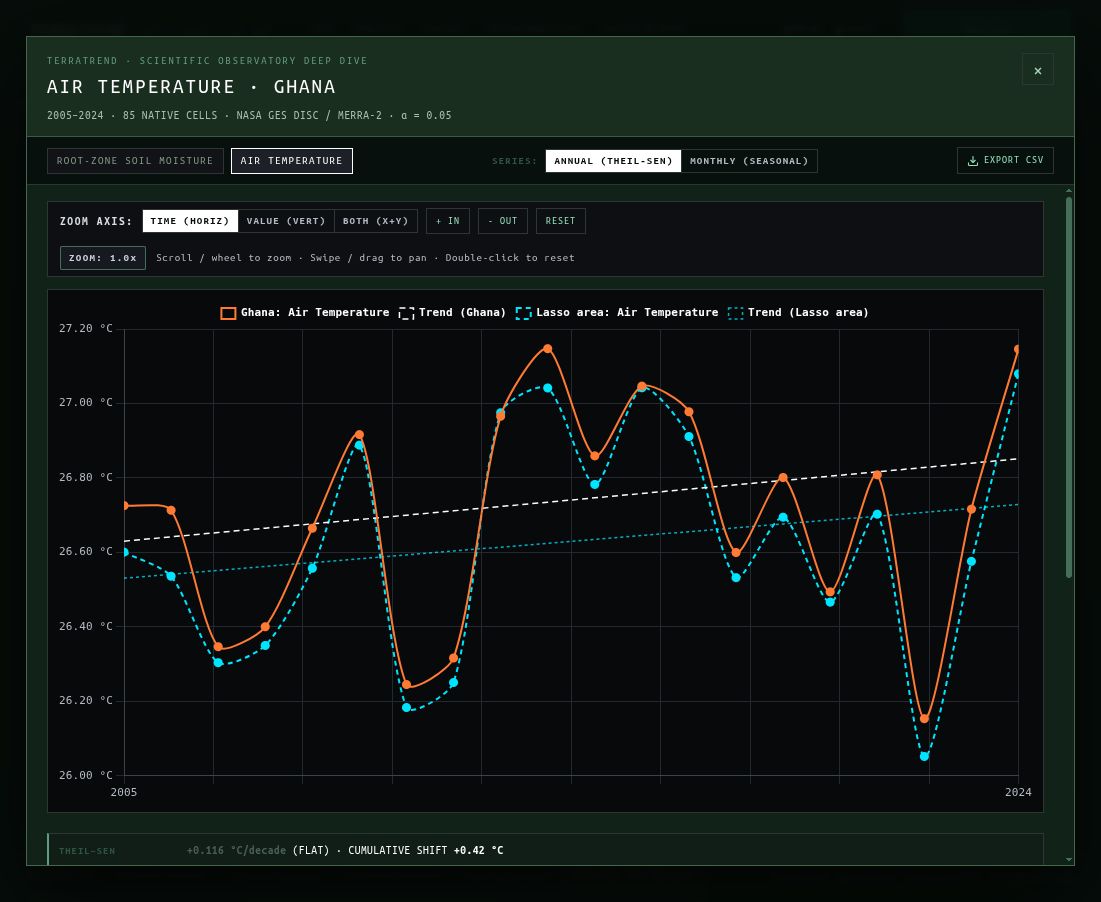 TERRATREND · SCIENTIFIC OBSERVATORY DEEP DIVE
AIR TEMPERATURE · GHANA
×
2005–2024 · 85 NATIVE CELLS · NASA GES DISC / MERRA-2 · α = 0.05
ROOT-ZONE SOIL MOISTURE AIR TEMPERATURE SERIES: ANNUAL (THEIL-SEN) MONTHLY (SEASONAL) EXPORT CSV
ZOOM AXIS: TIME (HORIZ) VALUE (VERT) BOTH (X+Y) + IN - OUT RESET
ZOOM: 1.0x Scroll / wheel to zoom · Swipe / drag to pan · Double-click to reset
Ghana: Air Temperature Trend (Ghana) Lasso area: Air Temperature Trend (Lasso area)
27.20 °C
27.00 °C
26.80 °C
26.60 °C
26.40 °C
26.20 °C
26.00 °C
2005 2024
THEIL-SEN +0.116 °C/decade (FLAT) · CUMULATIVE SHIFT +0.42 °C